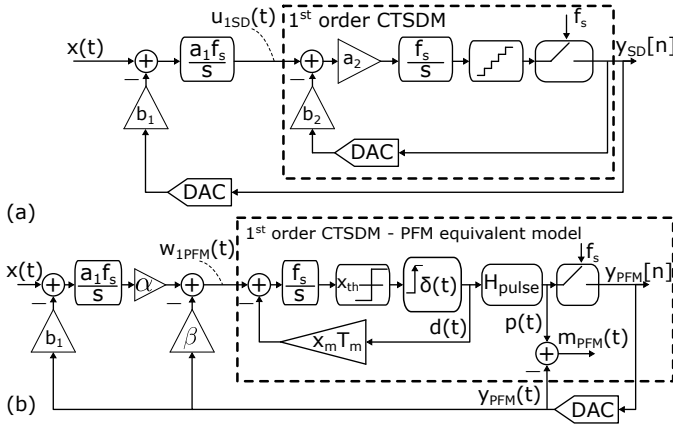 u₁SD(t)
1st order CTSDM
fs
x(t)
a₁fs
s
a₂
fs
s
ySD[n]
b₁
b₂
DAC
DAC
(a)
w₁PFM(t)
1st order CTSDM - PFM equivalent model
fs
x(t)
a₁fs
s
α
fs
s
xth
δ(t)
Hpulse
yPFM[n]
b₁
β
xmTm
d(t)
p(t)
mPFM(t)
(b)
yPFM(t)
DAC